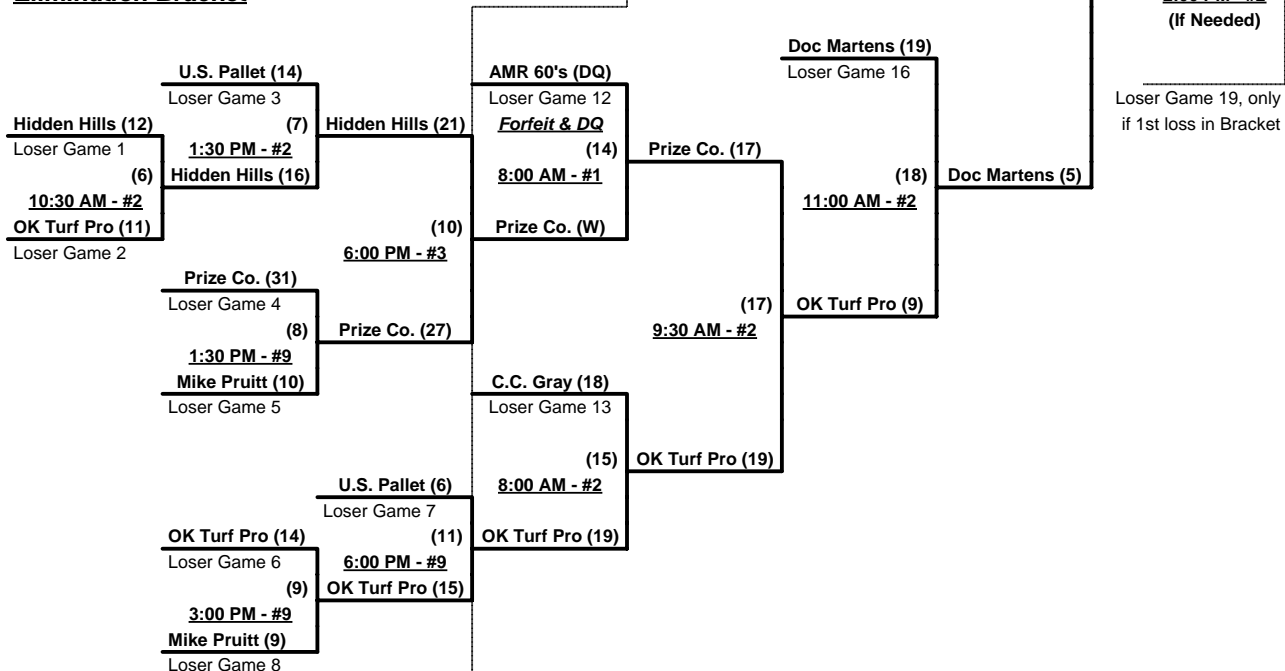 Elimination Bracket
(If Needed)
Doc Martens (19)
Loser Game 16
U.S. Pallet (14)
Loser Game 3
AMR 60's (DQ)
Loser Game 12
Forfeit & DQ
Loser Game 19, only
if 1st loss in Bracket
Hidden Hills (12)
Loser Game 1
(7)
1:30 PM - #2
Hidden Hills (21)
(14)
8:00 AM - #1
Prize Co. (17)
(6)
10:30 AM - #2
Hidden Hills (16)
(18)
11:00 AM - #2
Doc Martens (5)
OK Turf Pro (11)
Loser Game 2
(10)
6:00 PM - #3
Prize Co. (W)
Prize Co. (31)
Loser Game 4
(8)
1:30 PM - #9
Prize Co. (27)
(17)
9:30 AM - #2
OK Turf Pro (9)
Mike Pruitt (10)
Loser Game 5
C.C. Gray (18)
Loser Game 13
(15)
8:00 AM - #2
OK Turf Pro (19)
U.S. Pallet (6)
Loser Game 7
OK Turf Pro (14)
Loser Game 6
(11)
6:00 PM - #9
OK Turf Pro (19)
(9)
3:00 PM - #9
OK Turf Pro (15)
Mike Pruitt (9)
Loser Game 8